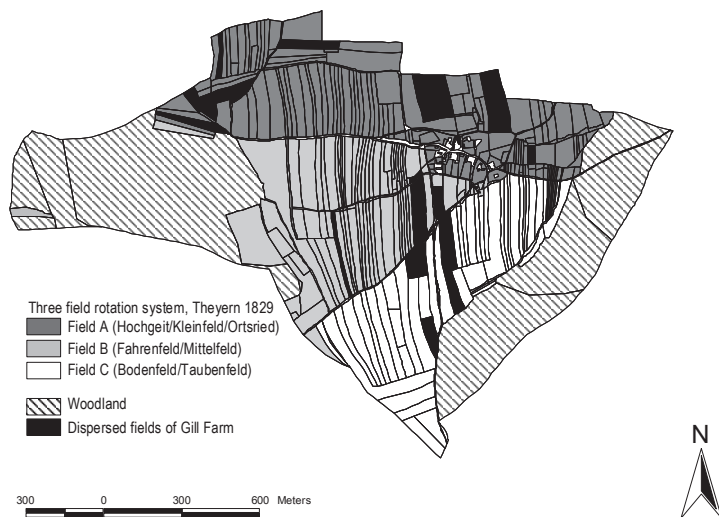 Three field rotation system, Theyern 1829
Field A (Hochgeit/Kleinfeld/Ortsried)
Field B (Fahrenfeld/Mittelfeld)
Field C (Bodenfeld/Taubenfeld)
Woodland
Dispersed fields of Gill Farm
N
300 0 300 600 Meters